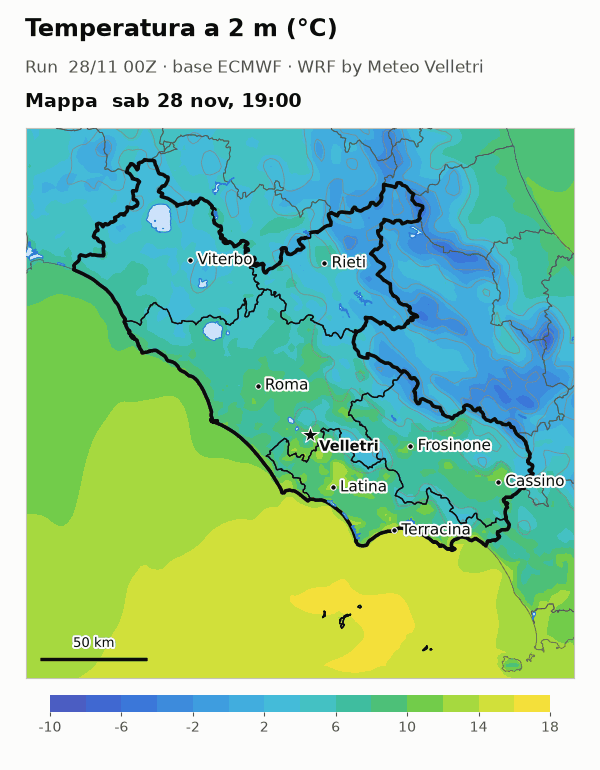 Temperatura a 2 m (°C)
Run  28/11 00Z · base ECMWF · WRF by Meteo Velletri
Mappa  sab 28 nov, 19:00
Viterbo
Rieti
Roma
Velletri
Frosinone
Cassino
Latina
Terracina
50 km
-10 -6 -2 2 6 10 14 18